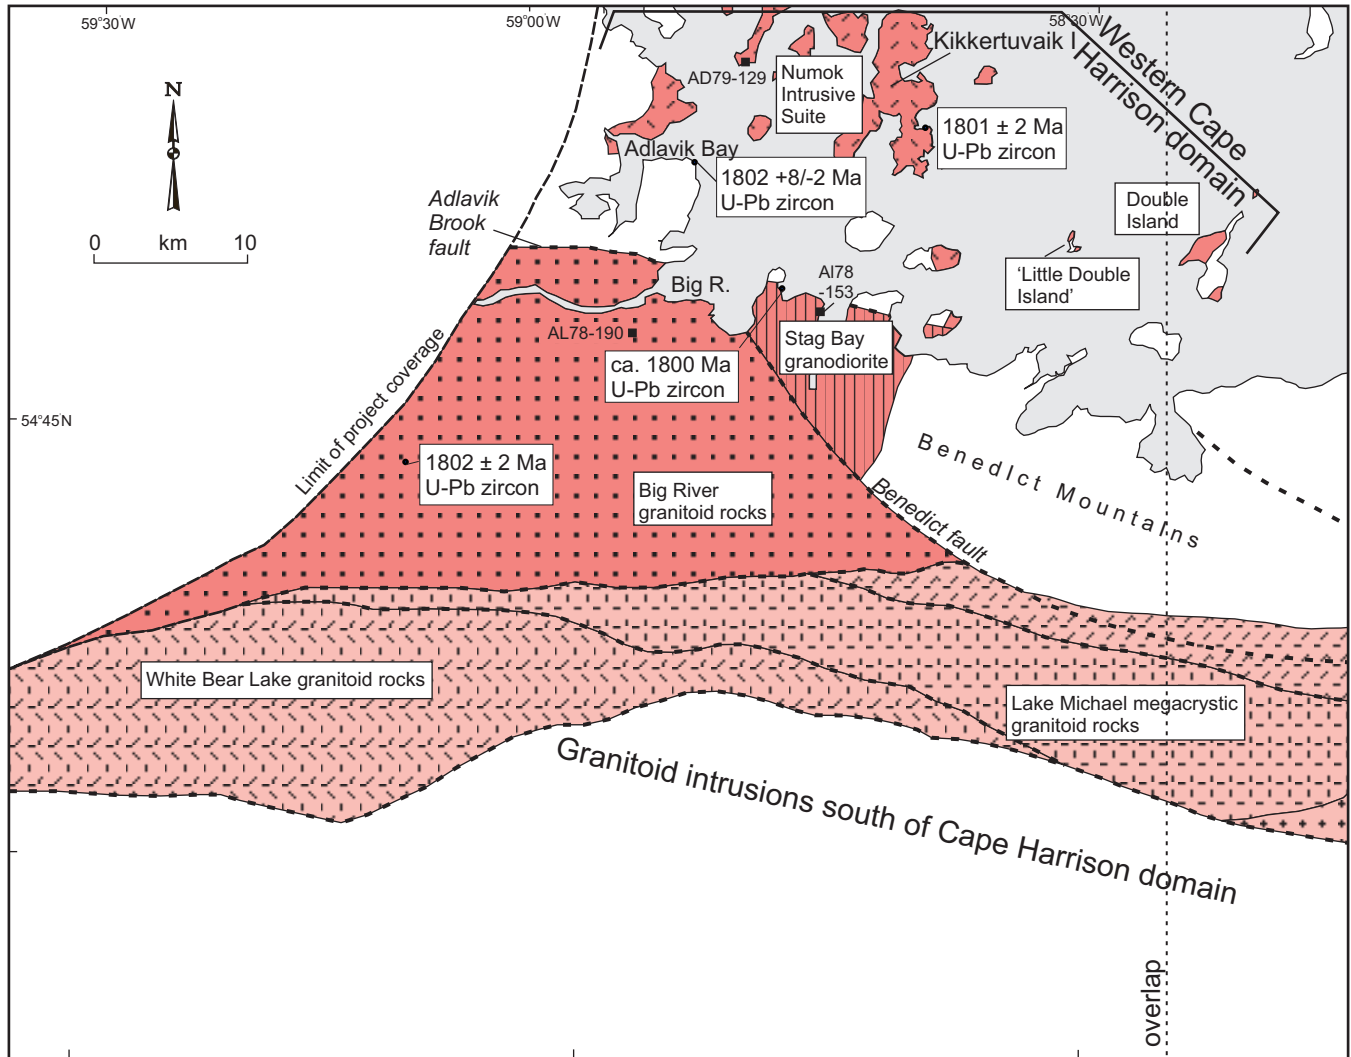 59°30'W
59°00'W
58°30'W
N
0 km 10
Western Cape
Harrison domain
Kikkertuvaik I
AD79-129
Numok
Intrusive
Suite
1801 ± 2 Ma
U-Pb zircon
Adlavik Bay
1802 +8/-2 Ma
U-Pb zircon
Adlavik
Brook
fault
Double
Island
'Little Double
Island'
Big R.
AI78
-153
AL78-190
Stag Bay
granodiorite
ca. 1800 Ma
U-Pb zircon
Limit of project coverage
54°45'N
1802 ± 2 Ma
U-Pb zircon
Big River
granitoid rocks
BenedIct Mountains
Benedict fault
White Bear Lake granitoid rocks
Lake Michael megacrystic
granitoid rocks
Granitoid intrusions south of Cape Harrison domain
overlap